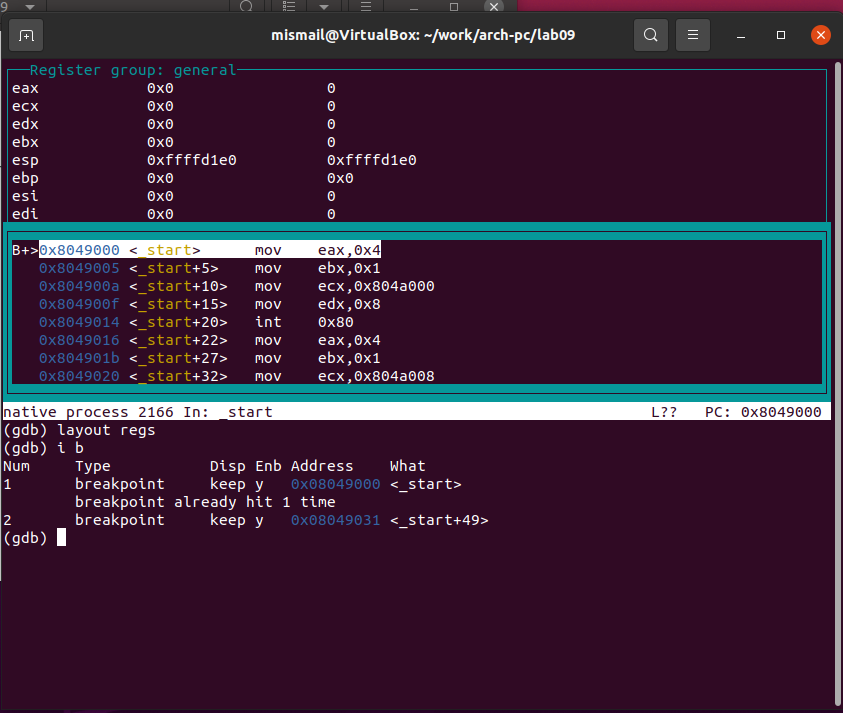 9
mismail@VirtualBox: ~/work/arch-pc/lab09
Register group: general
eax 0x0 0
ecx 0x0 0
edx 0x0 0
ebx 0x0 0
esp 0xffffd1e0 0xffffd1e0
ebp 0x0 0x0
esi 0x0 0
edi 0x0 0
B+>0x8049000 <_start> mov eax,0x4
0x8049005 <_start+5> mov ebx,0x1
0x804900a <_start+10> mov ecx,0x804a000
0x804900f <_start+15> mov edx,0x8
0x8049014 <_start+20> int 0x80
0x8049016 <_start+22> mov eax,0x4
0x804901b <_start+27> mov ebx,0x1
0x8049020 <_start+32> mov ecx,0x804a008
native process 2166 In: _start L?? PC: 0x8049000
(gdb) layout regs
(gdb) i b
Num Type Disp Enb Address What
1 breakpoint keep y 0x08049000 <_start>
breakpoint already hit 1 time
2 breakpoint keep y 0x08049031 <_start+49>
(gdb)